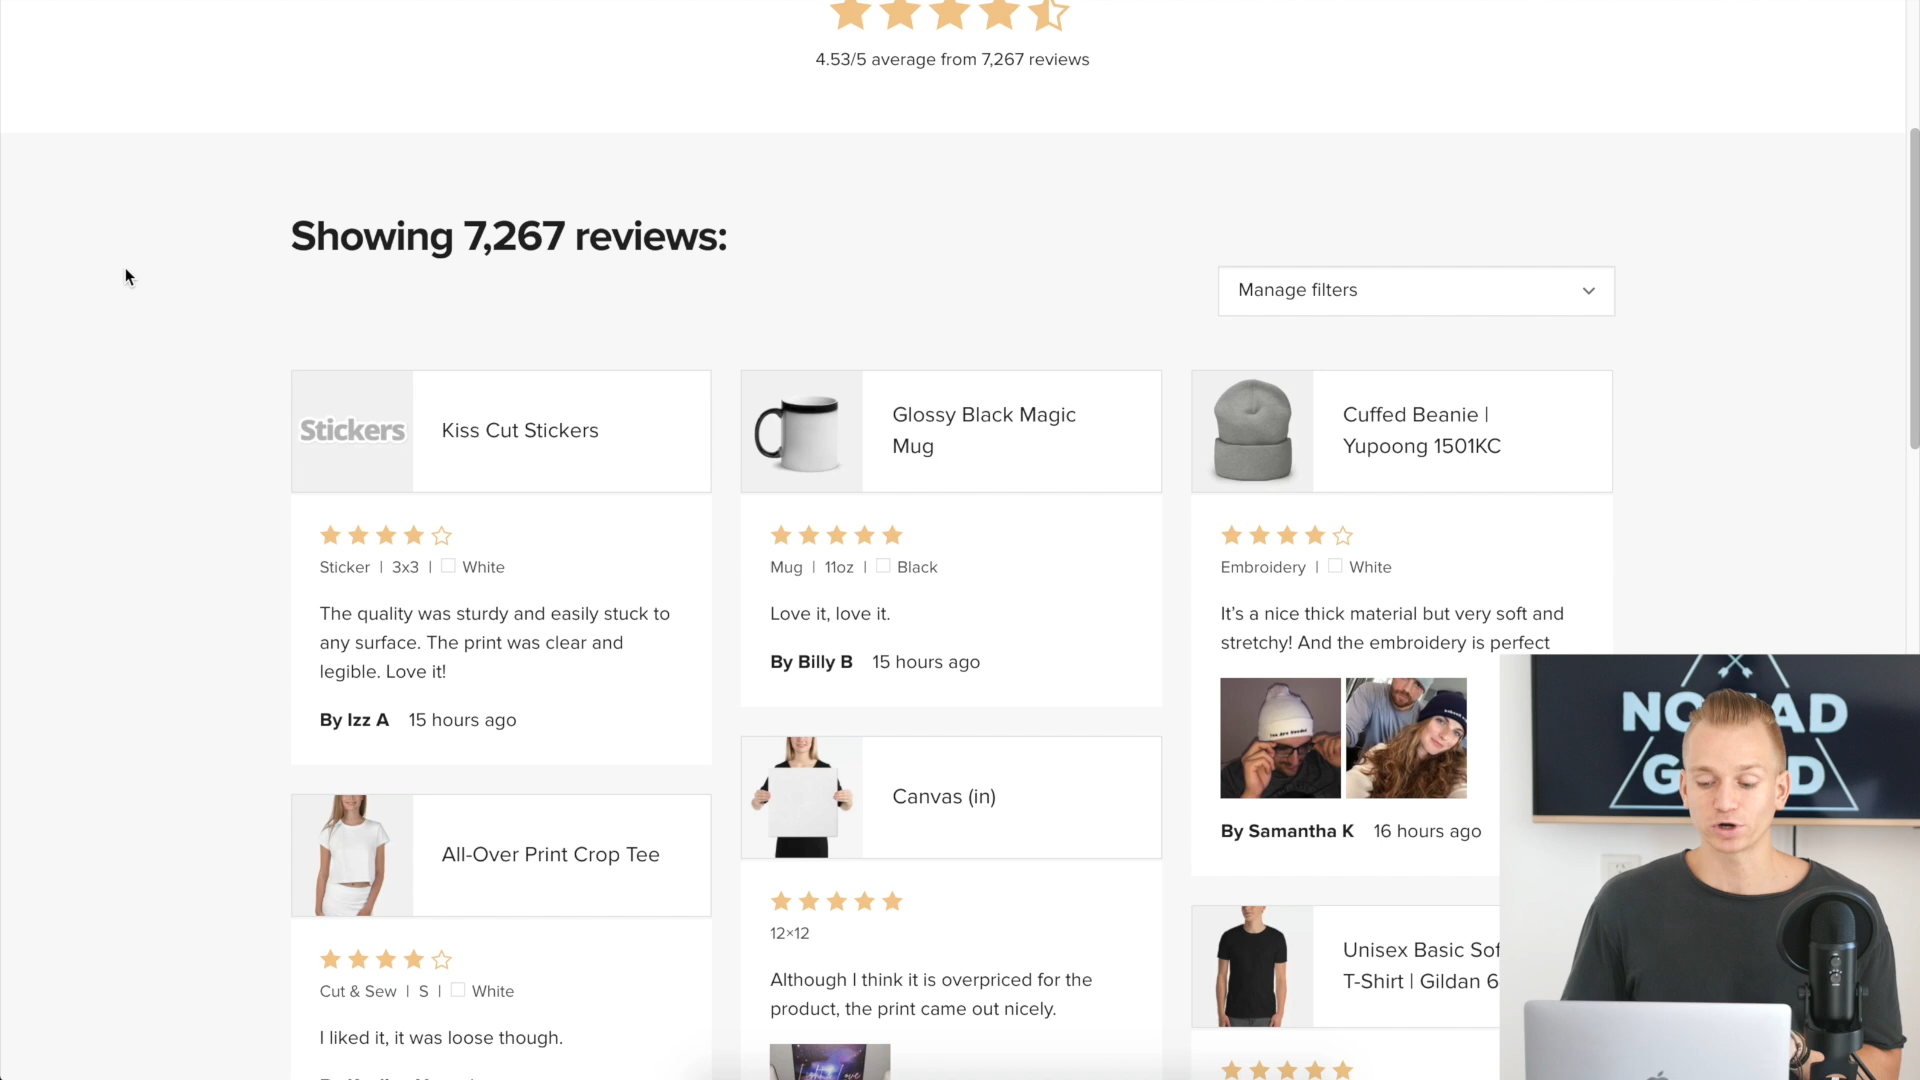 4.53/5 average from 7,267 reviews
Showing 7,267 reviews:
Manage filters
Stickers
Kiss Cut Stickers
Sticker | 3x3 | White
The quality was sturdy and easily stuck to
any surface. The print was clear and
legible. Love it!
By Izz A 15 hours ago
All-Over Print Crop Tee
Cut & Sew | S | White
I liked it, it was loose though.
Glossy Black Magic
Mug
Mug | 11oz | Black
Love it, love it.
By Billy B 15 hours ago
Canvas (in)
12×12
Although I think it is overpriced for the
product, the print came out nicely.
Cuffed Beanie |
Yupoong 1501KC
Embroidery | White
It's a nice thick material but very soft and
stretchy! And the embroidery is perfect
By Samantha K 16 hours ago
Unisex Basic Sof
T-Shirt | Gildan 6